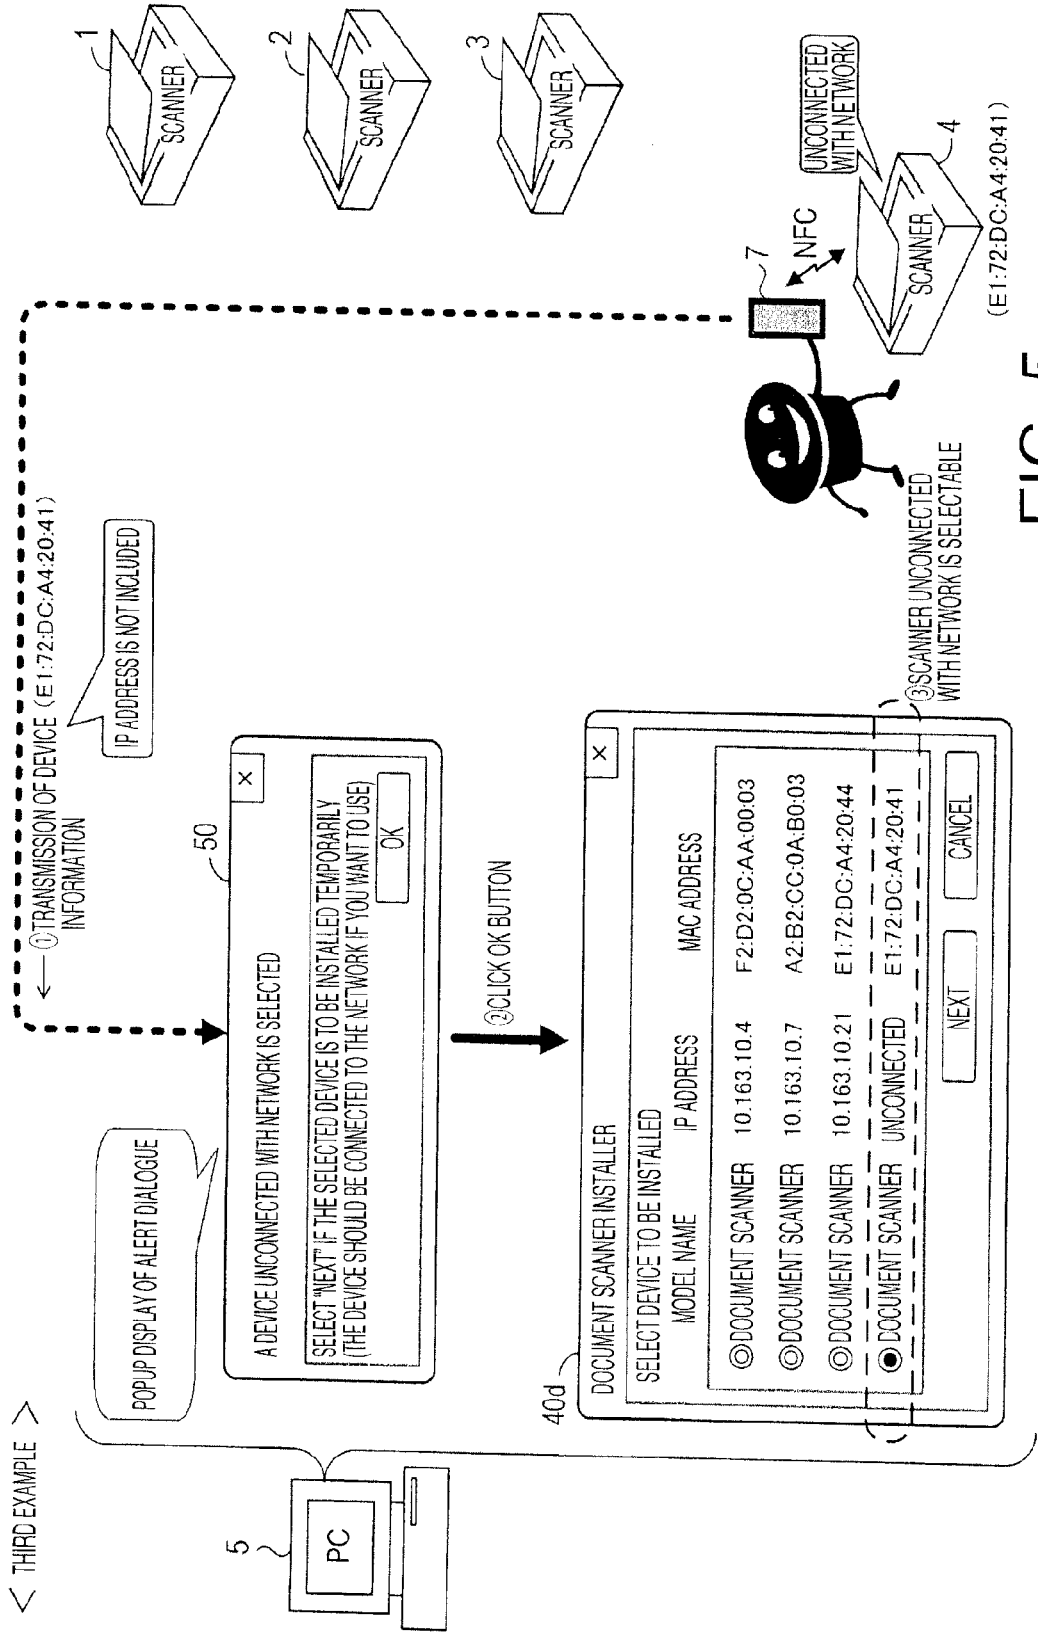 < THIRD EXAMPLE >
5
PC
POPUP DISPLAY OF ALERT DIALOGUE
←①TRANSMISSION OF DEVICE (E1:72:DC:A4:20:41)
INFORMATION
IP ADDRESS IS NOT INCLUDED
50
A DEVICE UNCONNECTED WITH NETWORK IS SELECTED
×
SELECT "NEXT" IF THE SELECTED DEVICE IS TO BE INSTALLED TEMPORARILY
(THE DEVICE SHOULD BE CONNECTED TO THE NETWORK IF YOU WANT TO USE)
OK
②CLICK OK BUTTON
40d
DOCUMENT SCANNER INSTALLER
×
SELECT DEVICE TO BE INSTALLED
MODEL NAME IP ADDRESS MAC ADDRESS
DOCUMENT SCANNER 10.163.10.4 F2:D2:0C:AA:00:03
DOCUMENT SCANNER 10.163.10.7 A2:B2:CC:0A:B0:03
DOCUMENT SCANNER 10.163.10.21 E1:72:DC:A4:20:44
DOCUMENT SCANNER UNCONNECTED E1:72:DC:A4:20:41
NEXT
CANCEL
③SCANNER UNCONNECTED
WITH NETWORK IS SELECTABLE
1
SCANNER
2
SCANNER
3
SCANNER
7
NFC
UNCONNECTED
WITH NETWORK
SCANNER
4
(E1:72:DC:A4:20:41)